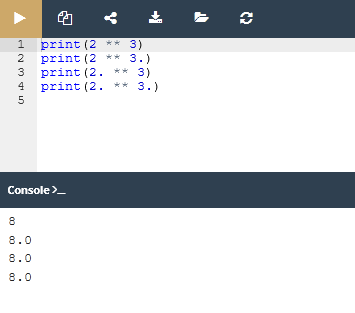 1 print(2 ** 3)
2 print(2 ** 3.)
3 print(2. ** 3)
4 print(2. ** 3.)
5
Console >_
8
8.0
8.0
8.0